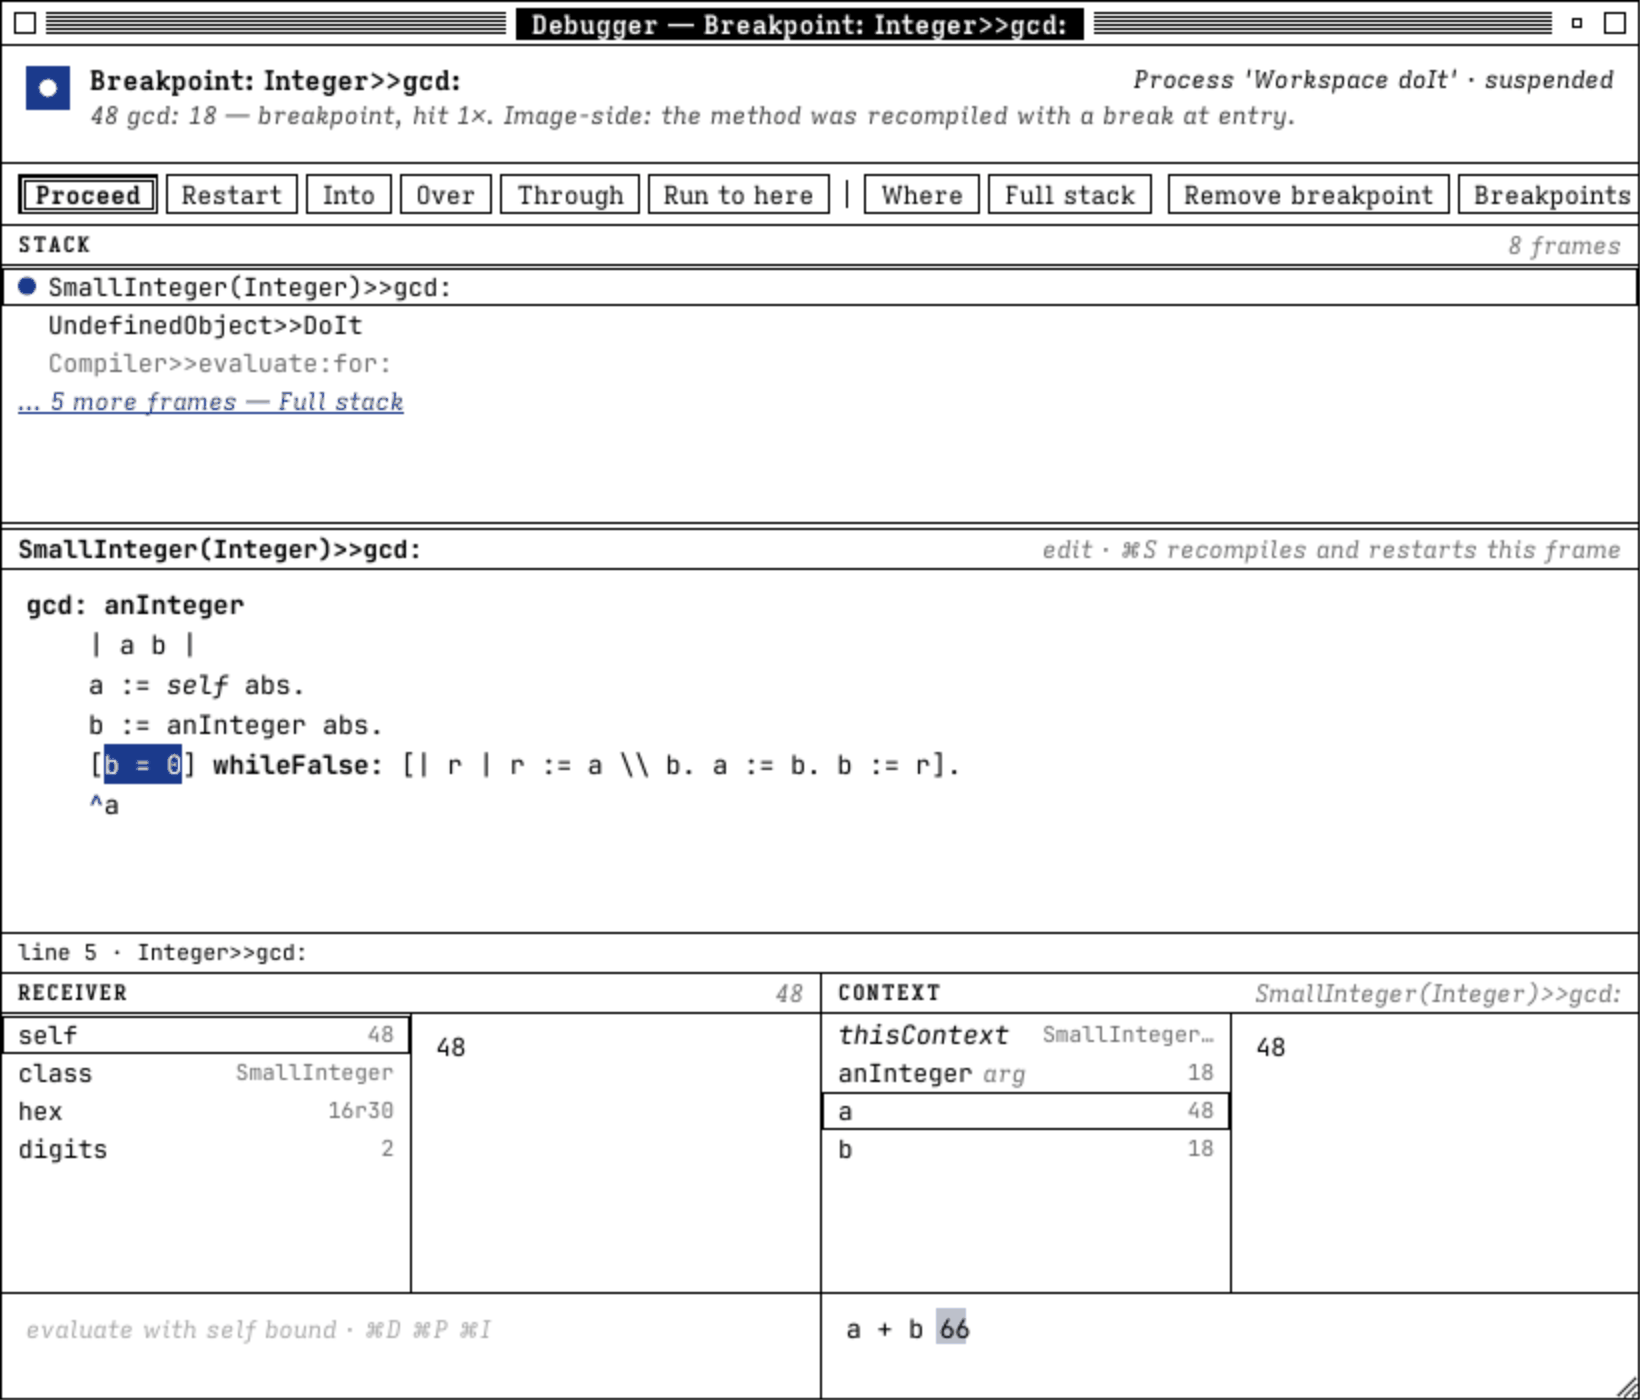 Debugger — Breakpoint: Integer>>gcd:
Breakpoint: Integer>>gcd:
Process 'Workspace doIt' · suspended
48 gcd: 18 — breakpoint, hit 1×. Image-side: the method was recompiled with a break at entry.
Proceed Restart Into Over Through Run to here | Where Full stack Remove breakpoint Breakpoints
STACK 8 frames
SmallInteger(Integer)>>gcd:
UndefinedObject>>DoIt
Compiler>>evaluate:for:
… 5 more frames — Full stack
SmallInteger(Integer)>>gcd: edit · ⌘S recompiles and restarts this frame
gcd: anInteger
| a b |
a := self abs.
b := anInteger abs.
[b = 0] whileFalse: [| r | r := a \\ b. a := b. b := r].
^a
line 5 · Integer>>gcd:
RECEIVER 48
self 48
class SmallInteger
hex 16r30
digits 2
48
evaluate with self bound · ⌘D ⌘P ⌘I
CONTEXT SmallInteger(Integer)>>gcd:
thisContext SmallInteger…
anInteger arg 18
a 48
b 18
48
a + b 66